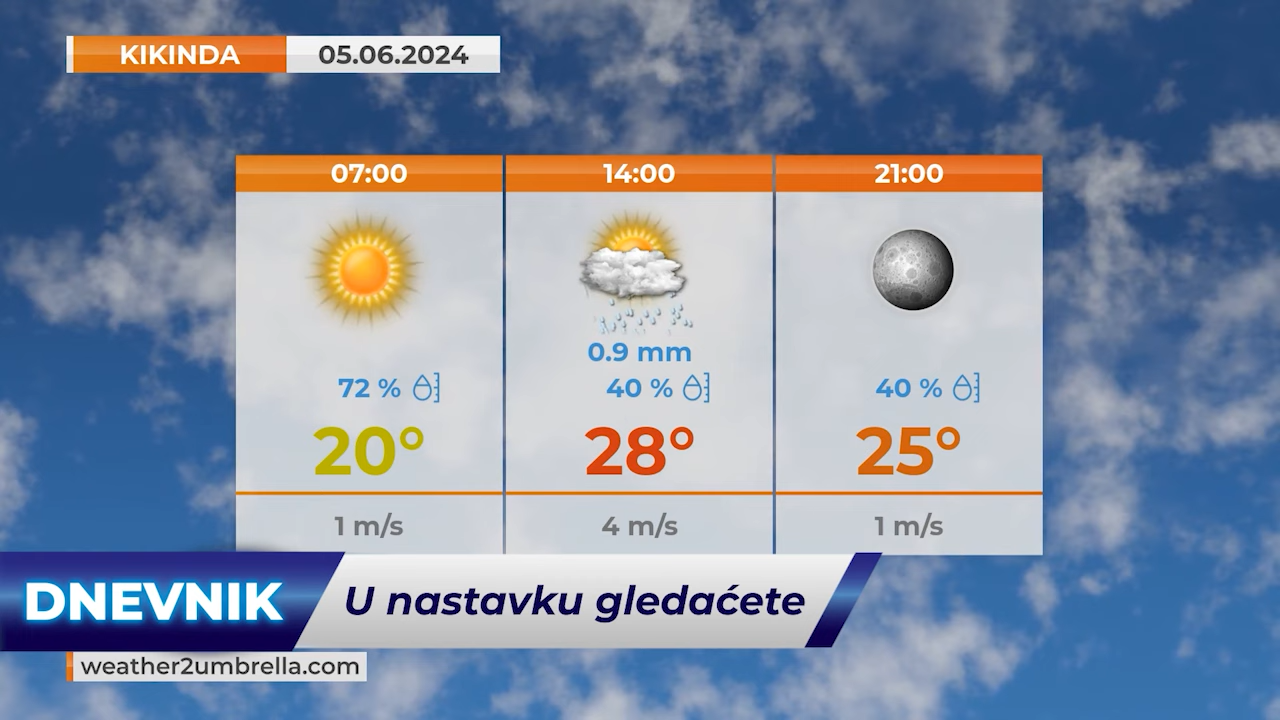 KIKINDA 05.06.2024
07:00 14:00 21:00
0.9 mm
72 % 40 % 40 %
20° 28° 25°
1 m/s 4 m/s 1 m/s
DNEVNIK U nastavku gledaćete
weather2umbrella.com